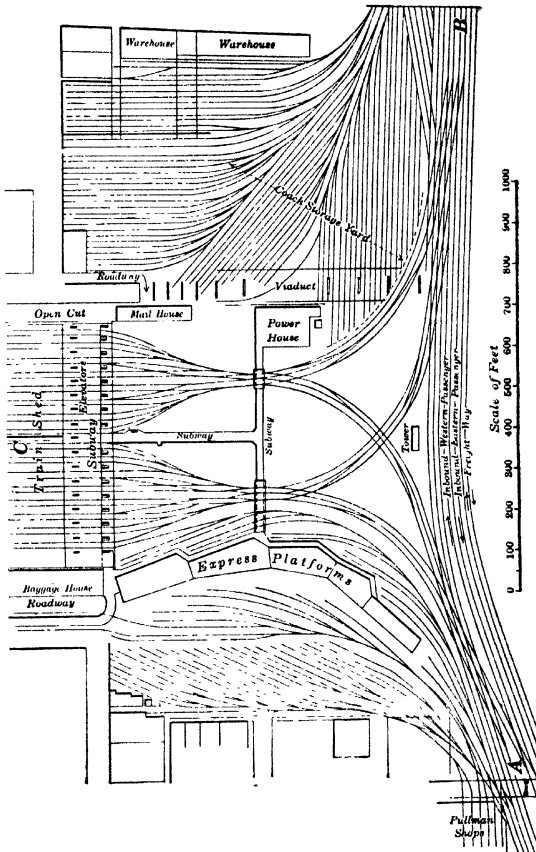 Warehouse
Warehouse
B
Coach Storage Yard
Roadway
Viaduct
Open Cut
Mail House
Power
House
C
Train Shed
Elevators
Subway
Subway
Subway
Tower
Inbound-Western-Passenger
Inbound-Eastern-Passenger
Freight-Way
Scale of Feet
0
100
200
300
400
500
600
700
800
900
1000
Express Platforms
Baggage House
Roadway
A
Pullman
Shops